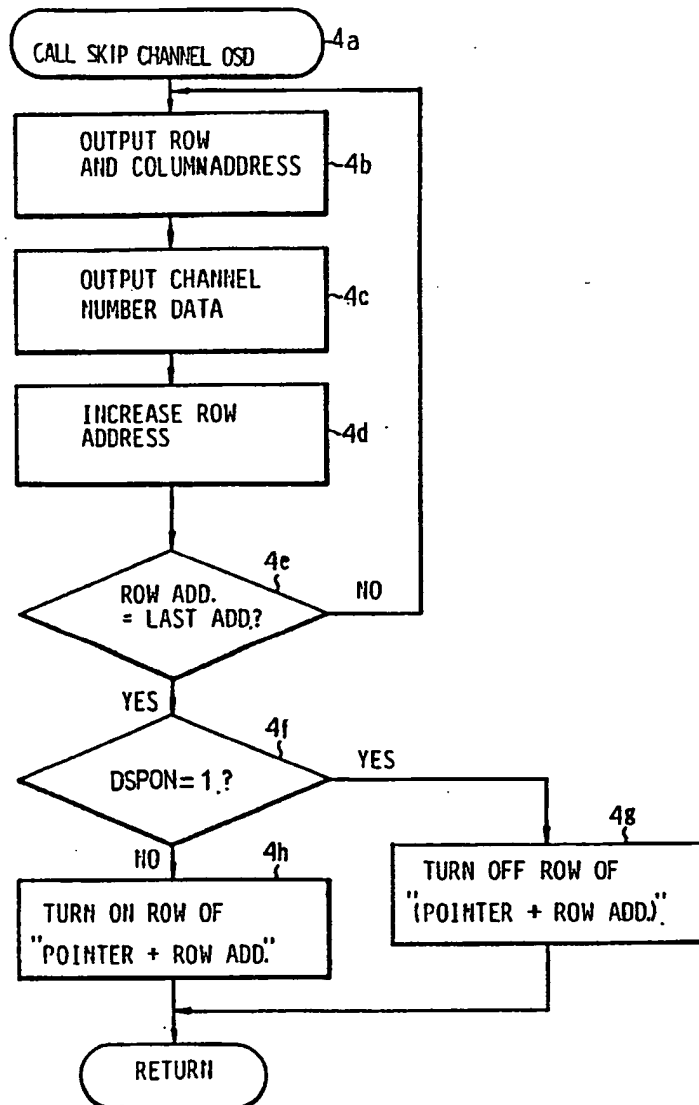 CALL SKIP CHANNEL OSD
4a
OUTPUT ROW
AND COLUMNADDRESS
4b
OUTPUT CHANNEL
NUMBER DATA
4c
INCREASE ROW
ADDRESS
4d
4e
ROW ADD.
= LAST ADD.?
NO
YES
4f
DSPON=1.?
YES
NO
4h
TURN ON ROW OF
"POINTER + ROW ADD."
4g
TURN OFF ROW OF
"(POINTER + ROW ADD.)".
RETURN